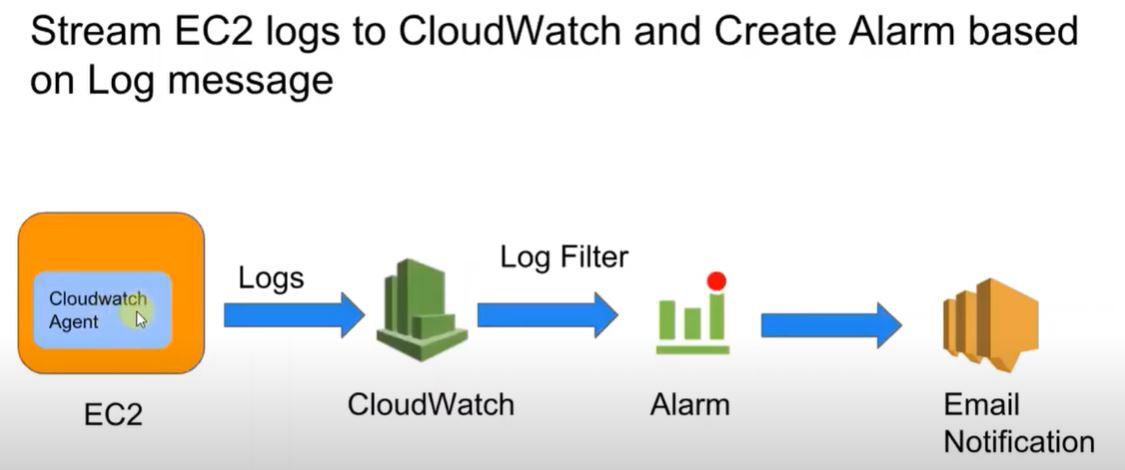 Stream EC2 logs to CloudWatch and Create Alarm based
on Log message
Logs
Log Filter
Cloudwatch
Agent
EC2
CloudWatch
Alarm
Email
Notification